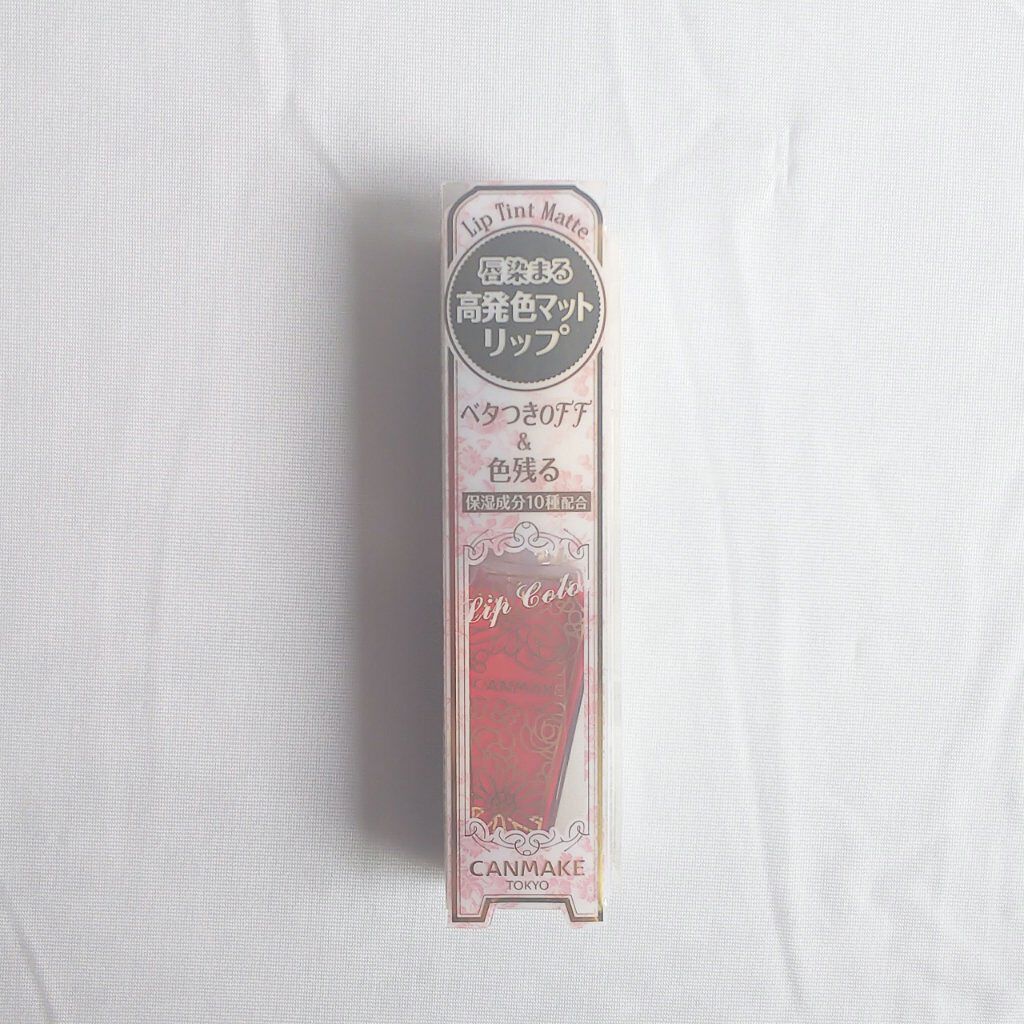 Lip Tint Matte
唇染まる
高発色マット
リップ
ベタつきOFF
&
色残る
保湿成分10種配合
Lip Color
CANMAKE
CANMAKE
TOKYO